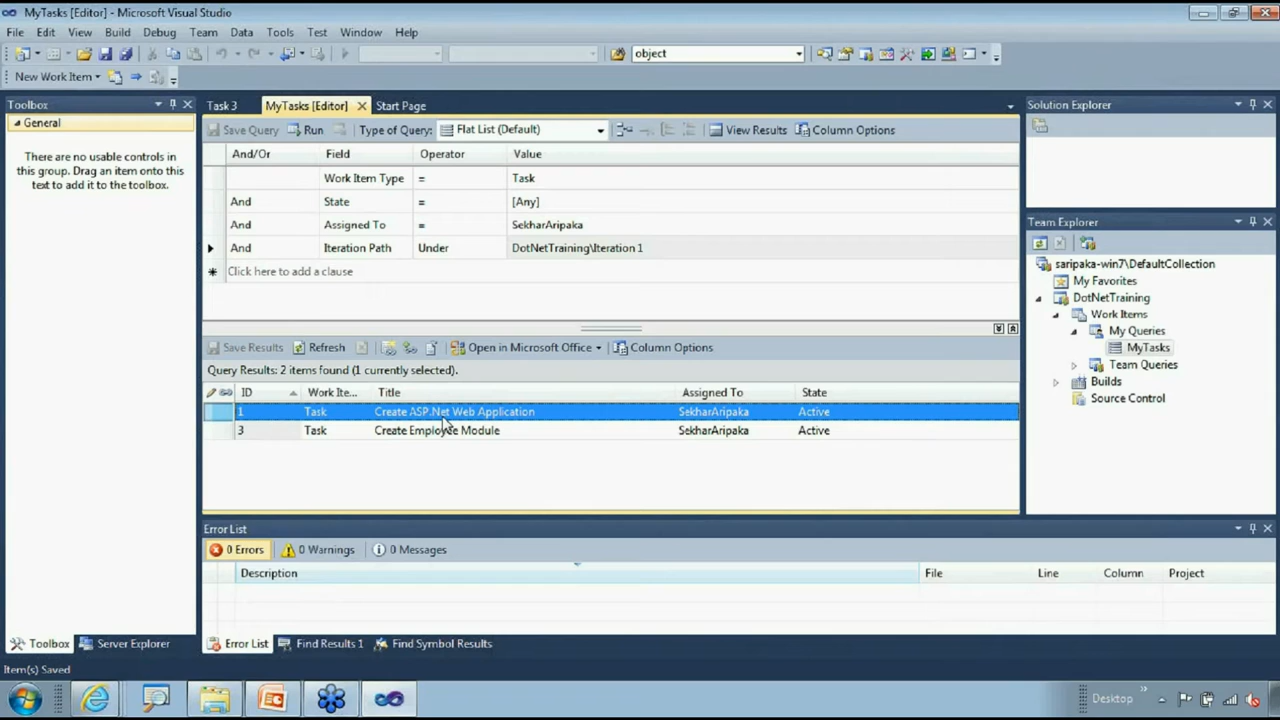 MyTasks [Editor] - Microsoft Visual Studio
File Edit View Build Debug Team Data Tools Test Window Help
object
New Work Item
Toolbox
General
There are no usable controls in
this group. Drag an item onto this
text to add it to the toolbox.
Task 3 MyTasks [Editor] Start Page
Save Query Run Type of Query: Flat List (Default) View Results Column Options
And/Or Field Operator Value
Work Item Type = Task
And State = [Any]
And Assigned To = SekharAripaka
And Iteration Path Under DotNetTraining\Iteration 1
Click here to add a clause
Save Results Refresh Open in Microsoft Office Column Options
Query Results: 2 items found (1 currently selected).
ID Work Ite... Title Assigned To State
1 Task Create ASP.Net Web Application SekharAripaka Active
3 Task Create Employee Module SekharAripaka Active
Error List
0 Errors 0 Warnings 0 Messages
Description File Line Column Project
Solution Explorer
Team Explorer
saripaka-win7\DefaultCollection
My Favorites
DotNetTraining
Work Items
My Queries
MyTasks
Team Queries
Builds
Source Control
Toolbox Server Explorer Error List Find Results 1 Find Symbol Results
Item(s) Saved
Desktop